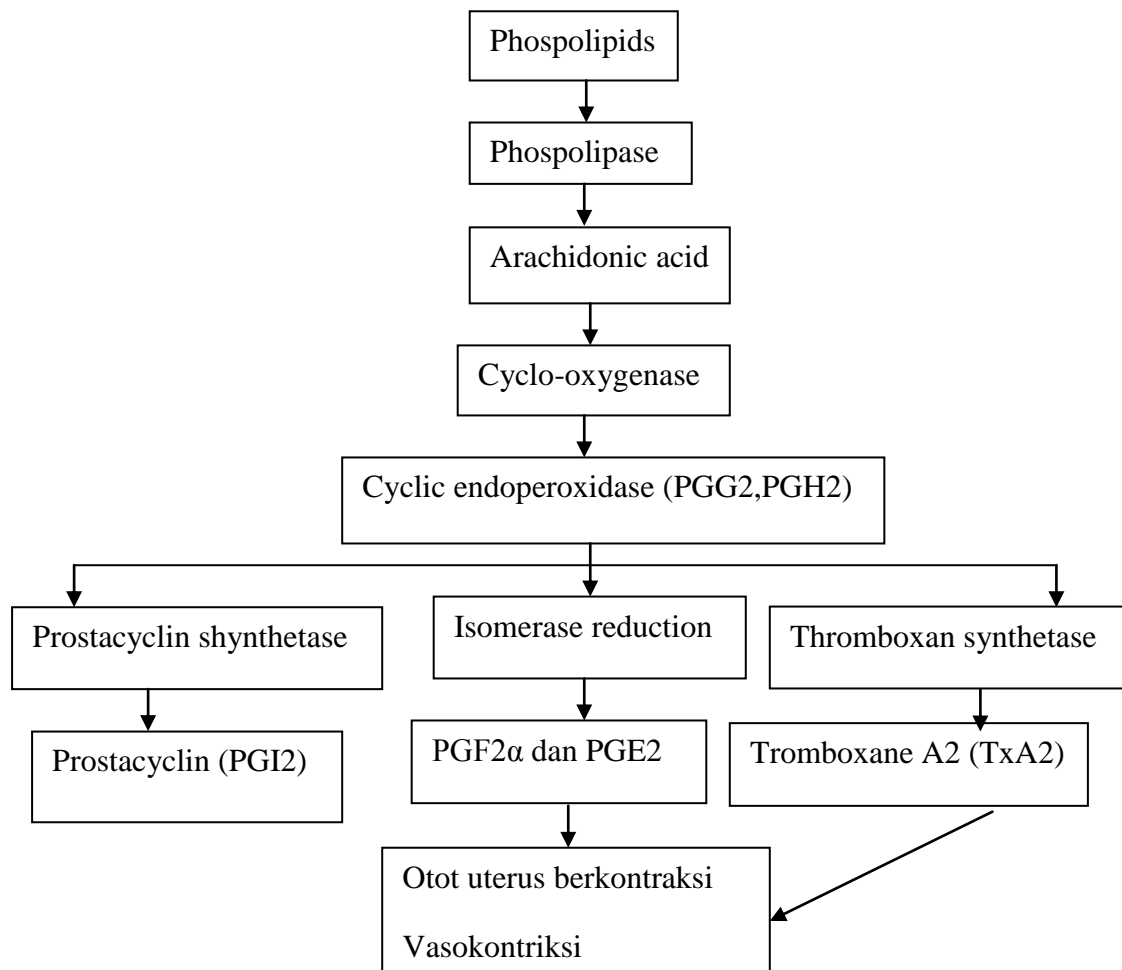 Phospolipids
Phospolipase
Arachidonic acid
Cyclo-oxygenase
Cyclic endoperoxidase (PGG2,PGH2)
Prostacyclin shynthetase
Isomerase reduction
Thromboxan synthetase
Prostacyclin (PGI2)
PGF2α dan PGE2
Tromboxane A2 (TxA2)
Otot uterus berkontraksi
Vasokontriksi